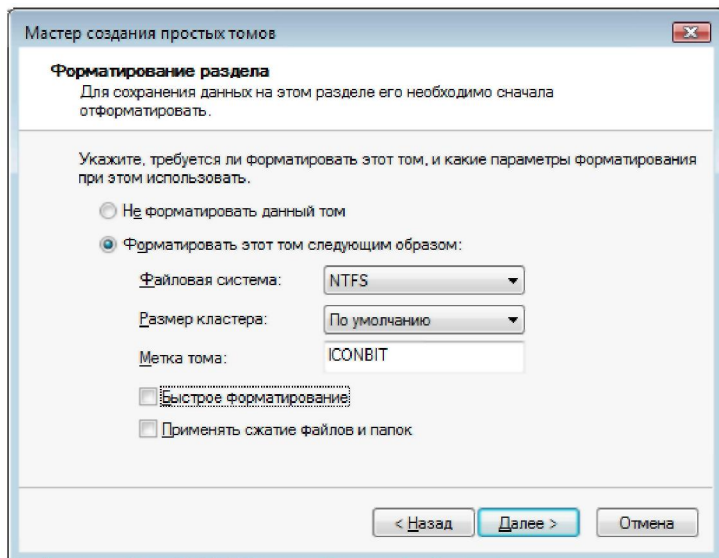 Мастер создания простых томов
Форматирование раздела
Для сохранения данных на этом разделе его необходимо сначала
отформатировать.
Укажите, требуется ли форматировать этот том, и какие параметры форматирования
при этом использовать.
Не форматировать данный том
Форматировать этот том следующим образом:
Файловая система: NTFS
Размер кластера: По умолчанию
Метка тома: ICONBIT
Быстрое форматирование
Применять сжатие файлов и папок
< Назад Далее > Отмена